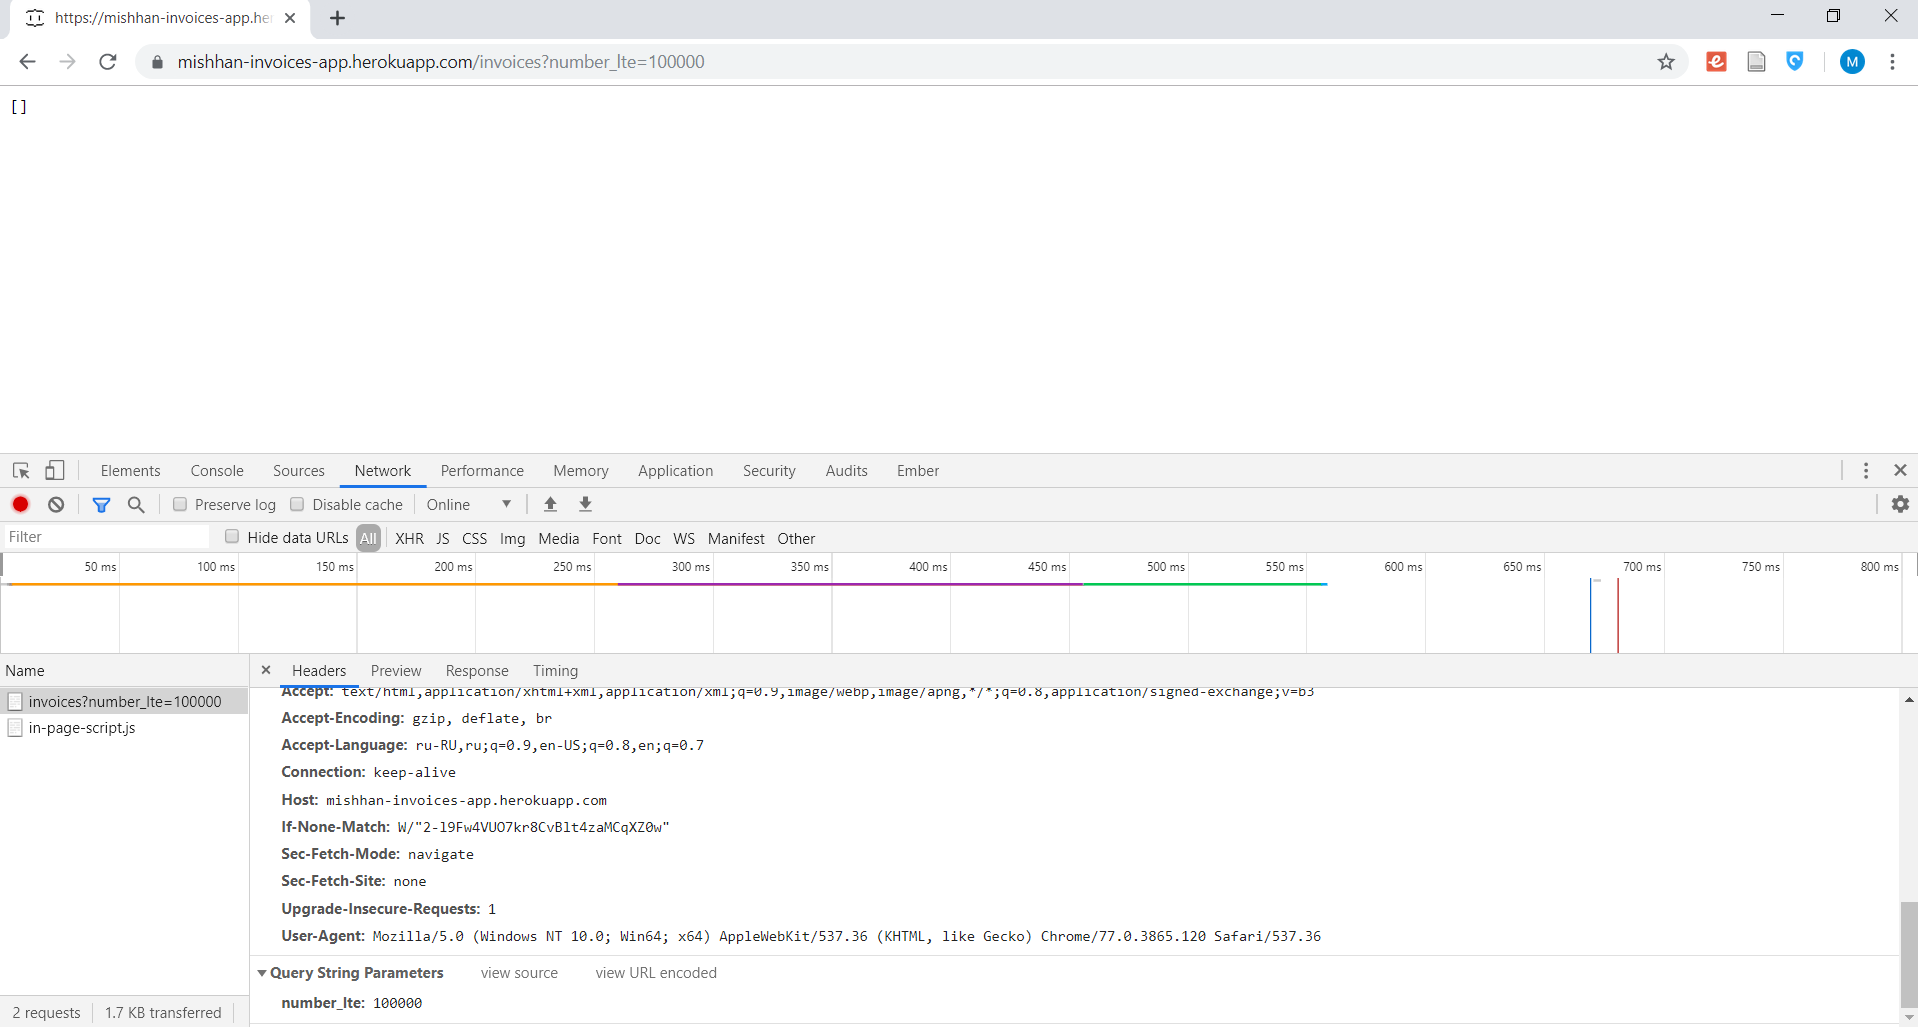 https://mishhan-invoices-app.her
mishhan-invoices-app.herokuapp.com/invoices?number_lte=100000
M
[]
Elements Console Sources Network Performance Memory Application Security Audits Ember
Preserve log Disable cache Online
Filter Hide data URLs All XHR JS CSS Img Media Font Doc WS Manifest Other
50 ms 100 ms 150 ms 200 ms 250 ms 300 ms 350 ms 400 ms 450 ms 500 ms 550 ms 600 ms 650 ms 700 ms 750 ms 800 ms
Name
Headers Preview Response Timing
invoices?number_lte=100000
in-page-script.js
Accept: text/html,application/xhtml+xml,application/xml;q=0.9,image/webp,image/apng,*/*;q=0.8,application/signed-exchange;v=b3
Accept-Encoding: gzip, deflate, br
Accept-Language: ru-RU,ru;q=0.9,en-US;q=0.8,en;q=0.7
Connection: keep-alive
Host: mishhan-invoices-app.herokuapp.com
If-None-Match: W/"2-l9Fw4VUO7kr8CvBlt4zaMCqXZ0w"
Sec-Fetch-Mode: navigate
Sec-Fetch-Site: none
Upgrade-Insecure-Requests: 1
User-Agent: Mozilla/5.0 (Windows NT 10.0; Win64; x64) AppleWebKit/537.36 (KHTML, like Gecko) Chrome/77.0.3865.120 Safari/537.36
Query String Parameters view source view URL encoded
number_lte: 100000
2 requests 1.7 KB transferred